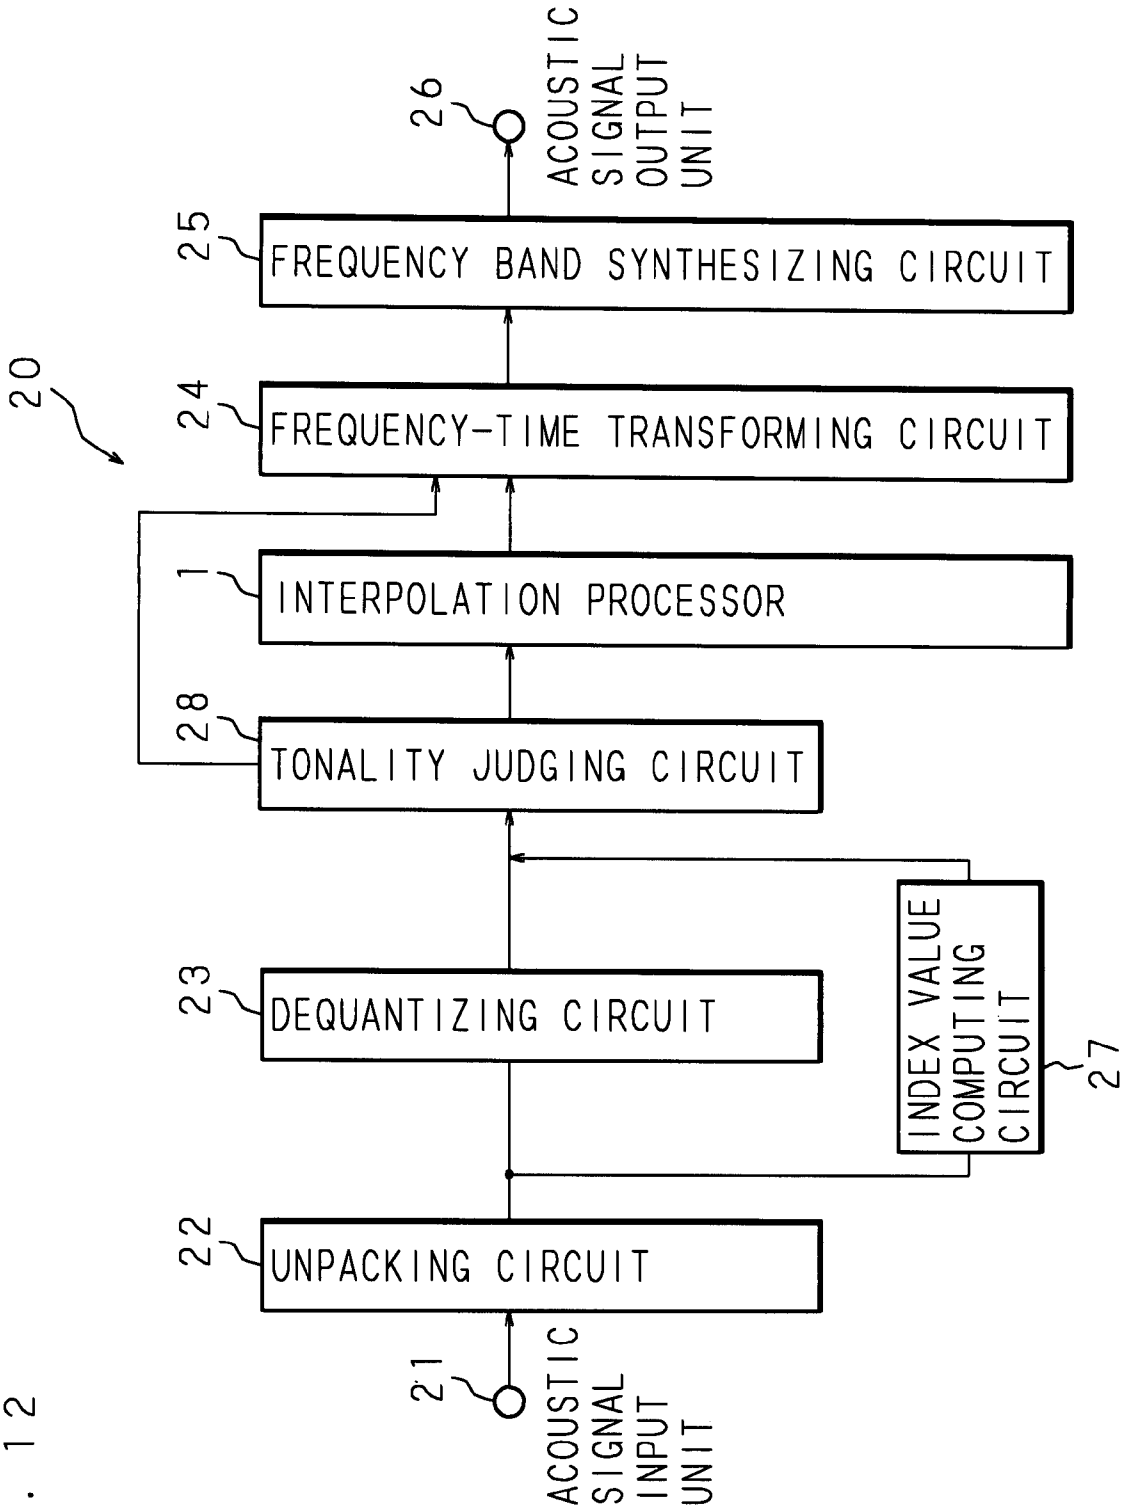 . 12
20
21
ACOUSTIC
SIGNAL
INPUT
UNIT
22
UNPACKING CIRCUIT
23
DEQUANTIZING CIRCUIT
INDEX VALUE
COMPUTING
CIRCUIT
27
28
TONALITY JUDGING CIRCUIT
1
INTERPOLATION PROCESSOR
24
FREQUENCY-TIME TRANSFORMING CIRCUIT
25
FREQUENCY BAND SYNTHESIZING CIRCUIT
26
ACOUSTIC
SIGNAL
OUTPUT
UNIT